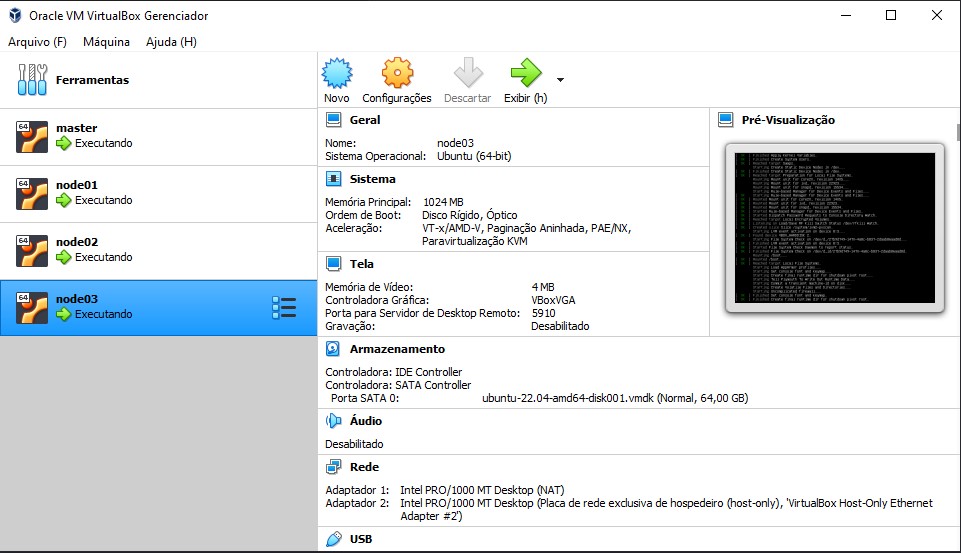 Oracle VM VirtualBox Gerenciador
Arquivo (F) Máquina Ajuda (H)
Ferramentas
64
master
Executando
64
node01
Executando
64
node02
Executando
64
node03
Executando
Novo Configurações Descartar Exibir (h)
Geral
Nome: node03
Sistema Operacional: Ubuntu (64-bit)
Sistema
Memória Principal: 1024 MB
Ordem de Boot: Disco Rígido, Óptico
Aceleração: VT-x/AMD-V, Paginação Aninhada, PAE/NX,
Paravirtualização KVM
Tela
Memória de Vídeo: 4 MB
Controladora Gráfica: VBoxVGA
Porta para Servidor de Desktop Remoto: 5910
Gravação: Desabilitado
Pré-Visualização
Armazenamento
Controladora: IDE Controller
Controladora: SATA Controller
Porta SATA 0: ubuntu-22.04-amd64-disk001.vmdk (Normal, 64,00 GB)
Áudio
Desabilitado
Rede
Adaptador 1: Intel PRO/1000 MT Desktop (NAT)
Adaptador 2: Intel PRO/1000 MT Desktop (Placa de rede exclusiva de hospedeiro (host-only), 'VirtualBox Host-Only Ethernet
Adapter #2')
USB